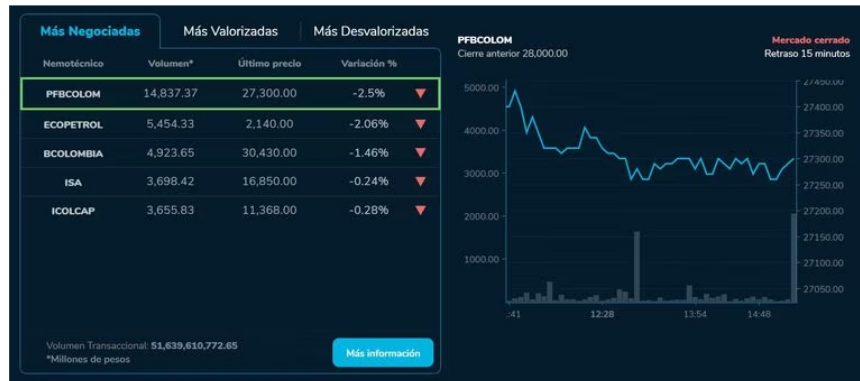 Más Negociadas Más Valorizadas Más Desvalorizadas
Nemotécnico Volumen* Último precio Variación %
PFBCOLOM 14,837.37 27,300.00 -2.5%
ECOPETROL 5,454.33 2,140.00 -2.06%
BCOLOMBIA 4,923.65 30,430.00 -1.46%
ISA 3,698.42 16,850.00 -0.24%
ICOLCAP 3,655.83 11,368.00 -0.28%
Volumen Transaccional: 51,639,610,772.65
*Millones de pesos
Más información
PFBCOLOM Mercado cerrado
Cierre anterior 28,000.00 Retraso 15 minutos
5000.00 27450.00
27400.00
4000.00 27350.00
3000.00 27300.00
27250.00
2000.00 27200.00
27150.00
1000.00 27100.00
27050.00
:41 12:28 13:54 14:48